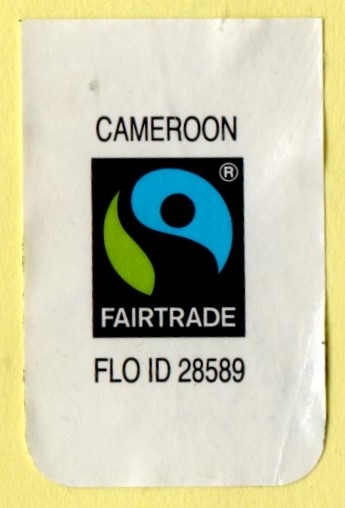 CAMEROON
®
FAIRTRADE
FLO ID 28589